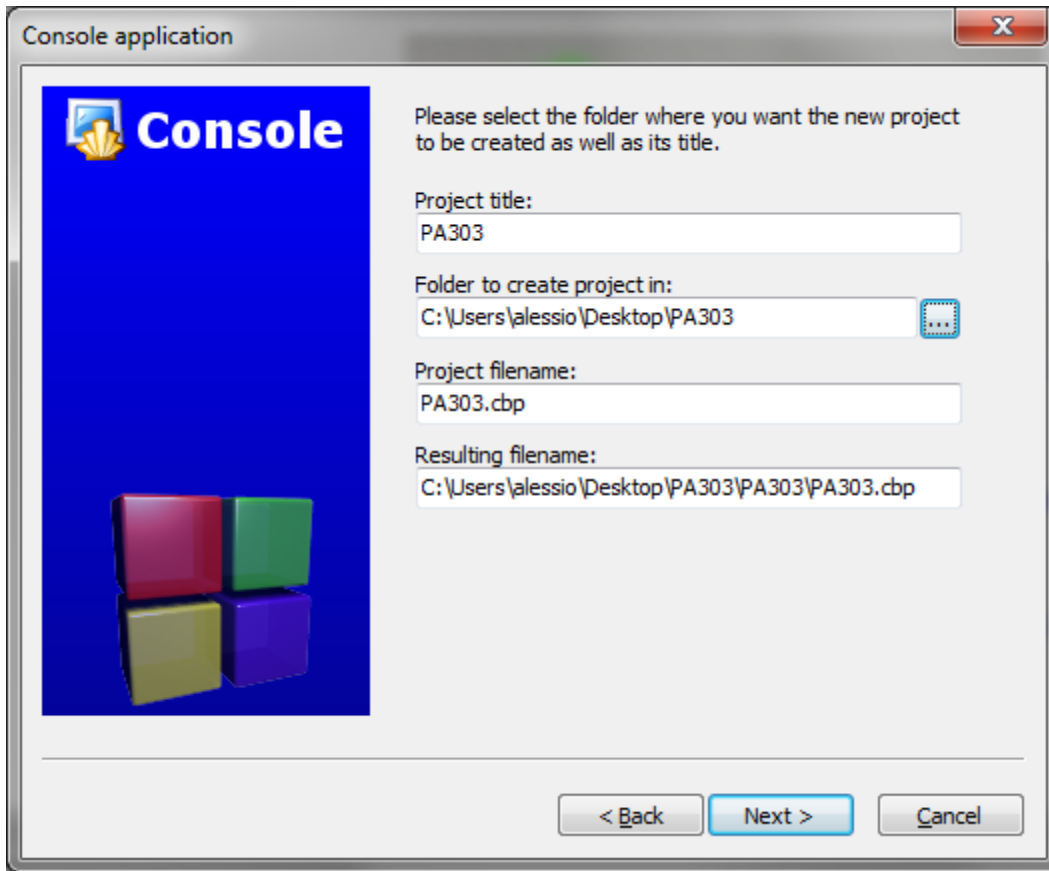 Console application
Console
Please select the folder where you want the new project
to be created as well as its title.
Project title:
PA303
Folder to create project in:
C:\Users\alessio\Desktop\PA303
...
Project filename:
PA303.cbp
Resulting filename:
C:\Users\alessio\Desktop\PA303\PA303\PA303.cbp
< Back
Next >
Cancel